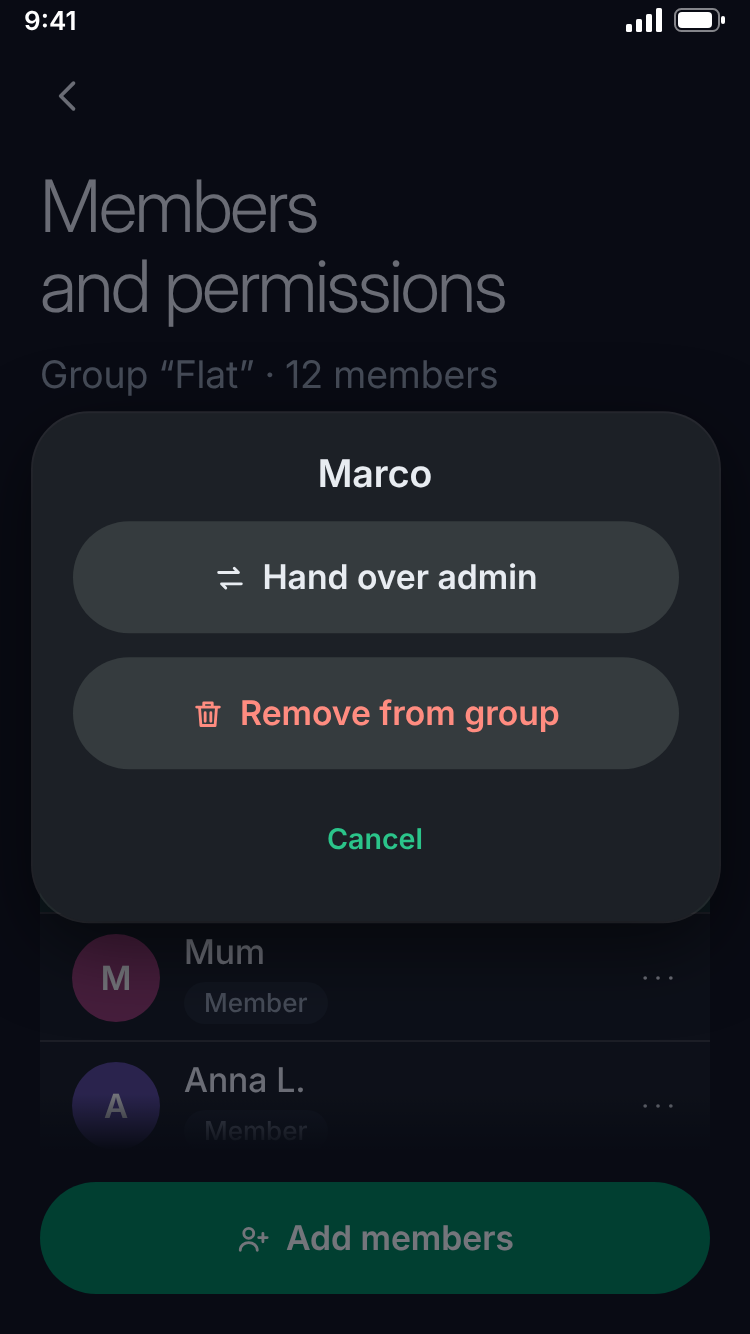 9:41
Members
and permissions
Group “Flat” · 12 members
Marco
Hand over admin
Remove from group
Cancel
M
Mum
Member
A
Anna L.
Member
Add members